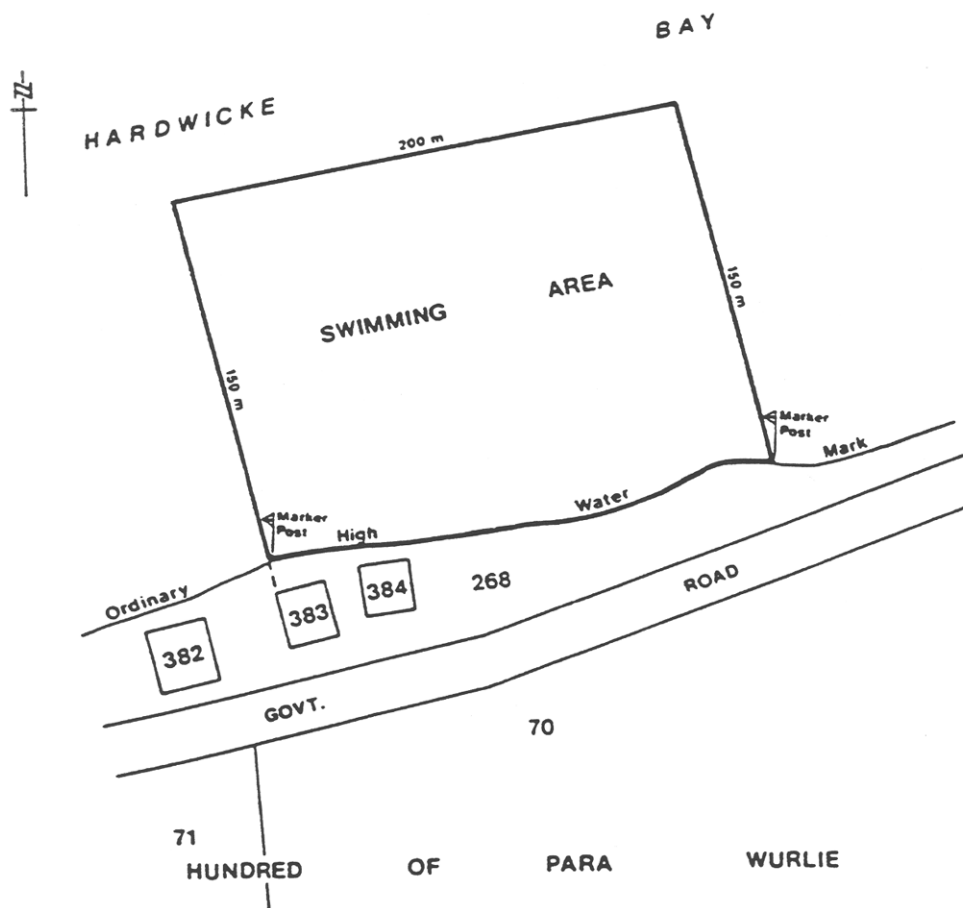 BAY
HARDWICKE
N
200 m
SWIMMING AREA
150 m
150 m
Marker
Post
Mark
Marker
Post
High
Water
Ordinary
384
268
ROAD
383
382
GOVT.
70
71
HUNDRED OF PARA WURLIE